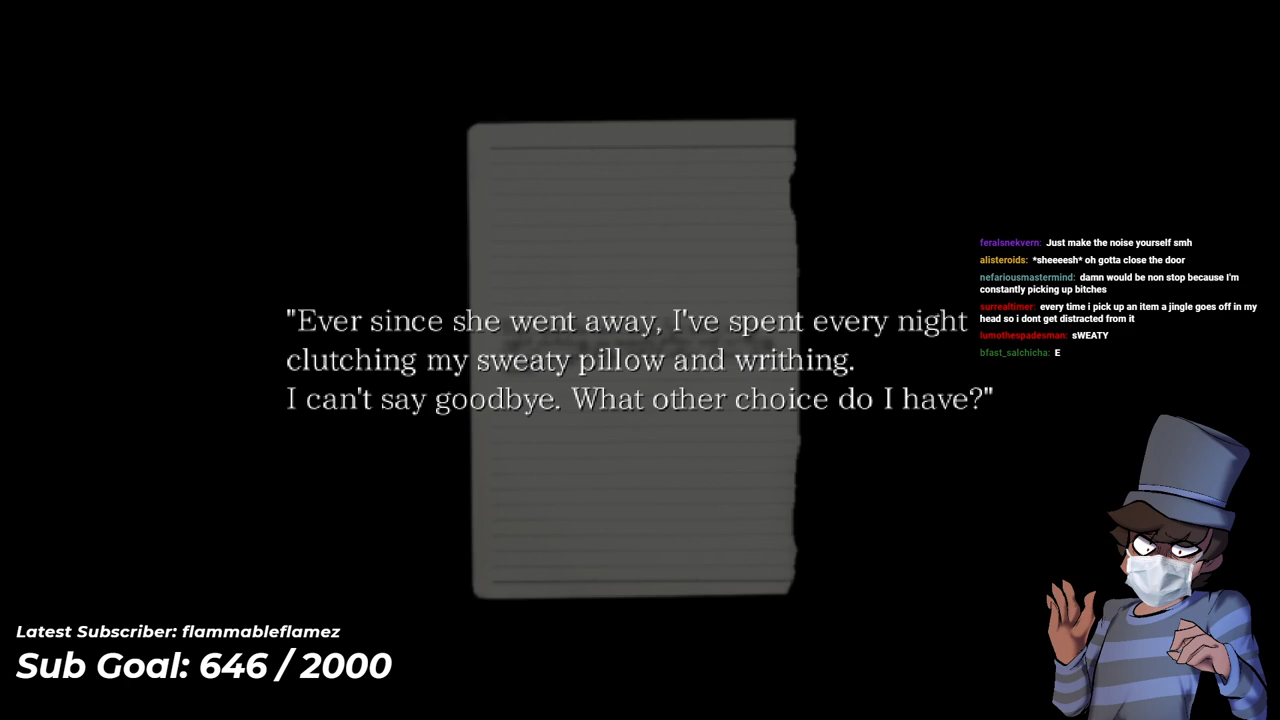 "Ever since she went away, I've spent every night
clutching my sweaty pillow and writhing.
I can't say goodbye. What other choice do I have?"
feralsnekvern: Just make the noise yourself smh
alisteroids: *sheeeesh* oh gotta close the door
nefariousmastermind: damn would be non stop because I'm
constantly picking up bitches
surrealtimer: every time i pick up an item a jingle goes off in my
head so i dont get distracted from it
lumothespadesman: sWEATY
bfast_salchicha: E
Latest Subscriber: flammableflamez
Sub Goal: 646 / 2000